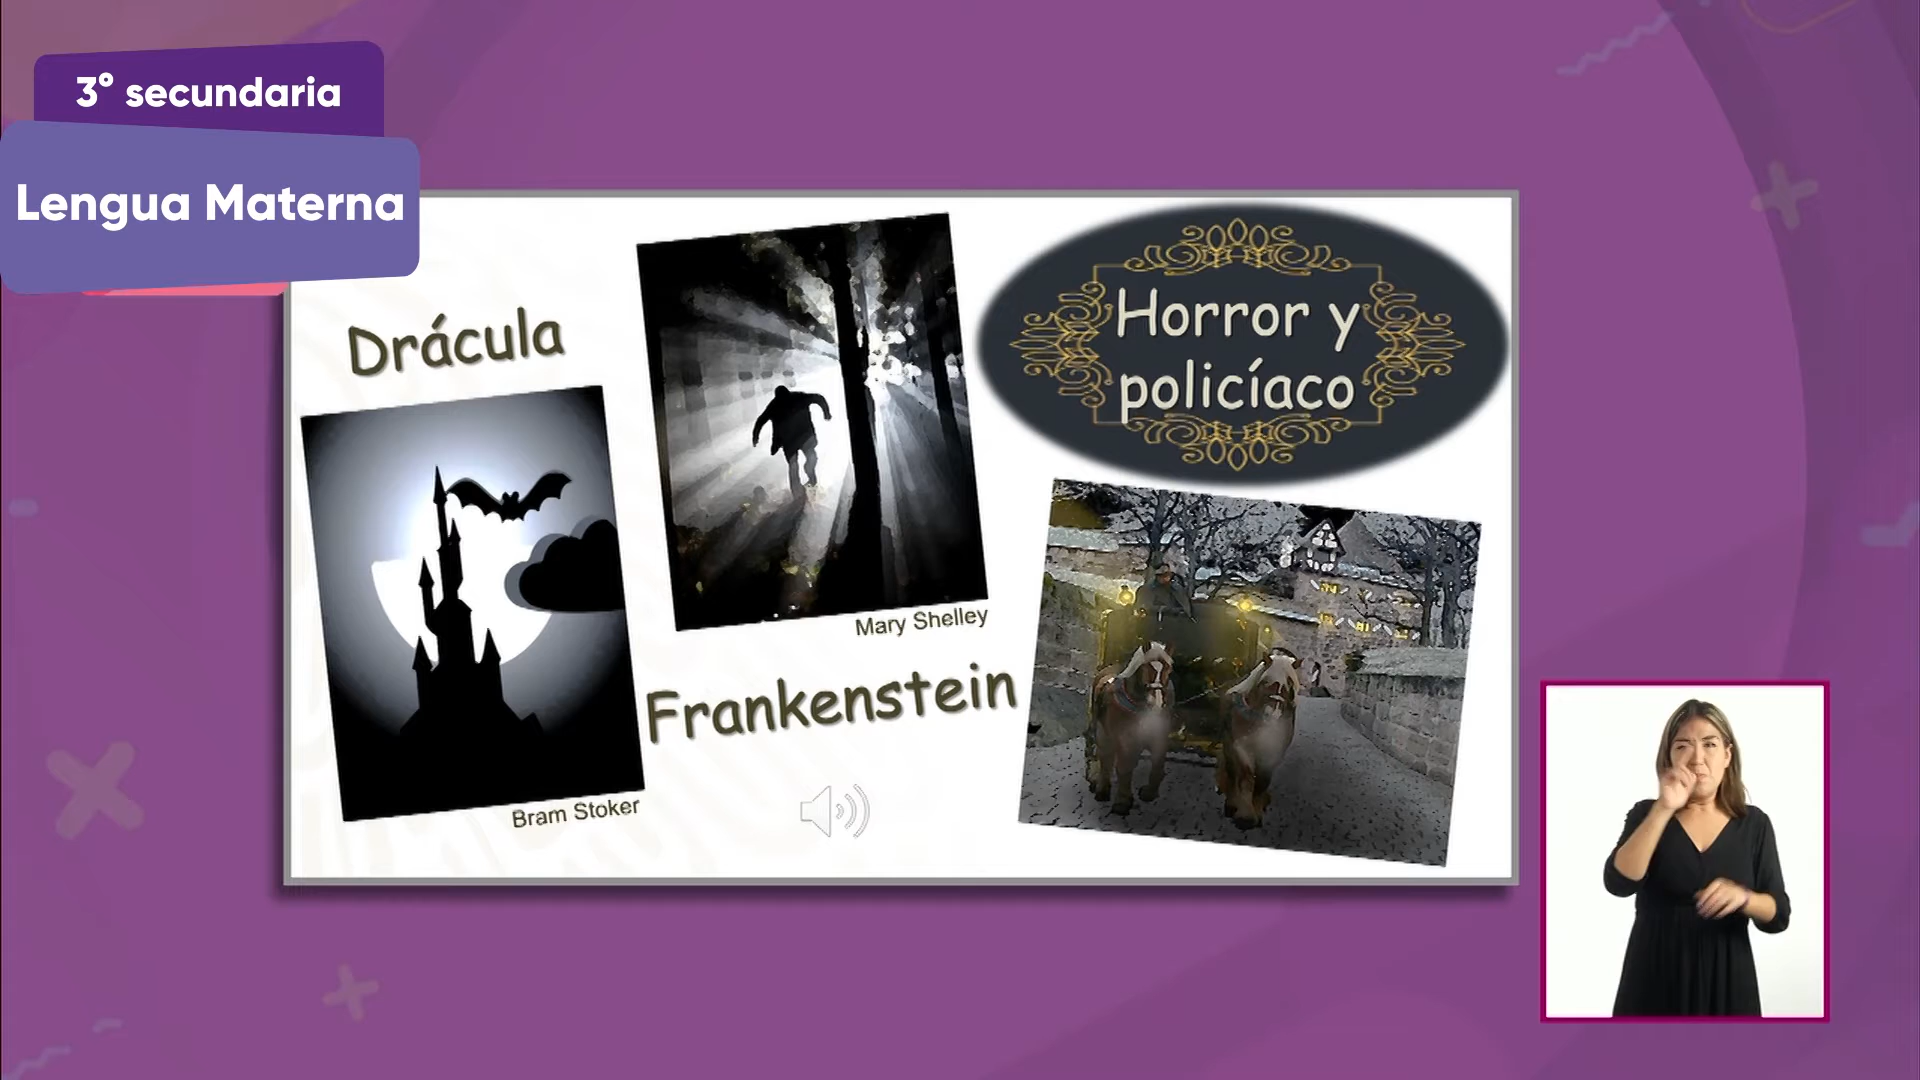 3° secundaria
Lengua Materna
Drácula
Bram Stoker
Mary Shelley
Frankenstein
Horror y
policíaco